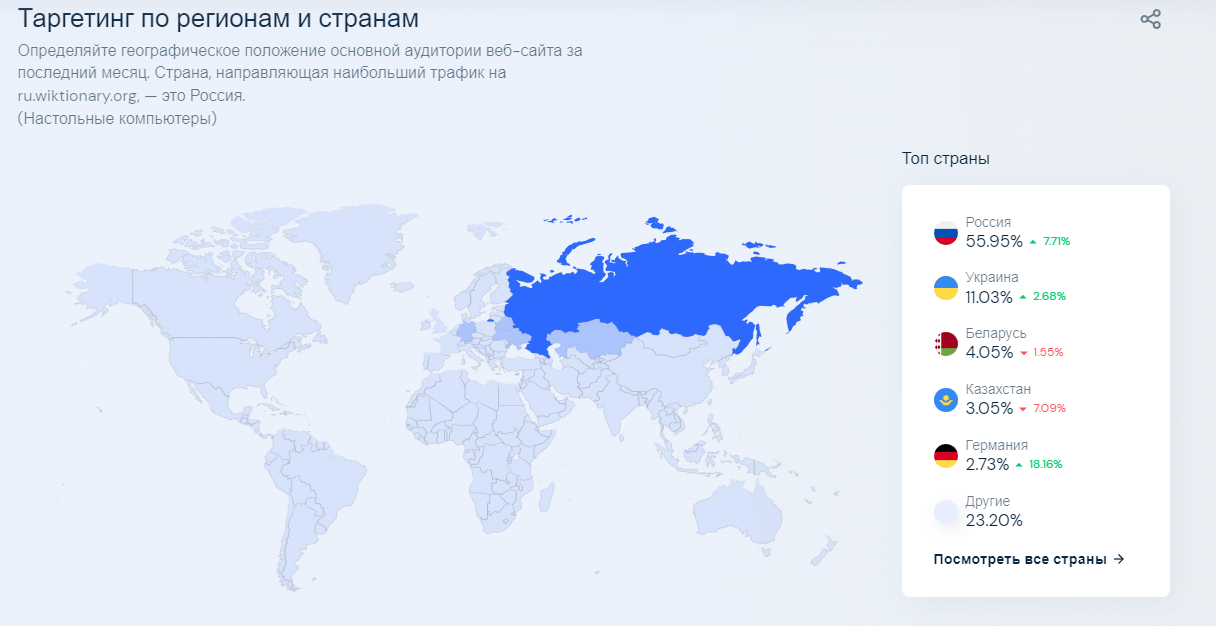 Таргетинг по регионам и странам
Определяйте географическое положение основной аудитории веб-сайта за
последний месяц. Страна, направляющая наибольший трафик на
ru.wiktionary.org, — это Россия.
(Настольные компьютеры)
Топ страны
Россия
55.95% ▲ 7.71%
Украина
11.03% ▲ 2.68%
Беларусь
4.05% ▼ 1.55%
Казахстан
3.05% ▼ 7.09%
Германия
2.73% ▲ 18.16%
Другие
23.20%
Посмотреть все страны →